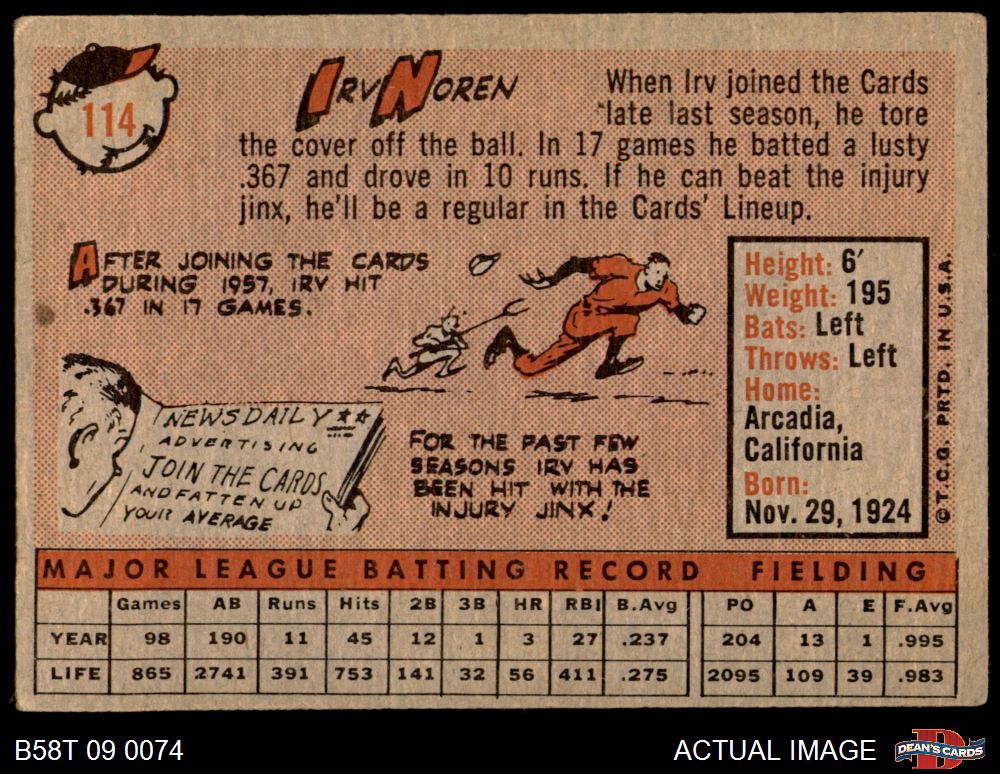 114
Irv Noren
When Irv joined the Cards
late last season, he tore
the cover off the ball. In 17 games he batted a lusty
.367 and drove in 10 runs. If he can beat the injury
jinx, he'll be a regular in the Cards' Lineup.
AFTER JOINING THE CARDS
DURING 1957, IRV HIT
.367 IN 17 GAMES.
NEWS DAILY
ADVERTISING
JOIN THE CARDS
AND FATTEN UP
YOUR AVERAGE
FOR THE PAST FEW
SEASONS IRV HAS
BEEN HIT WITH THE
INJURY JINX!
Height: 6'
Weight: 195
Bats: Left
Throws: Left
Home:
Arcadia,
California
Born:
Nov. 29, 1924
© T.C.G. PRTD. IN U.S.A.
MAJOR LEAGUE BATTING RECORD FIELDING
Games AB Runs Hits 2B 3B HR RBI B.Avg PO A E F.Avg
YEAR 98 190 11 45 12 1 3 27 .237 204 13 1 .995
LIFE 865 2741 391 753 141 32 56 411 .275 2095 109 39 .983
B58T 09 0074
ACTUAL IMAGE
DEAN'S CARDS